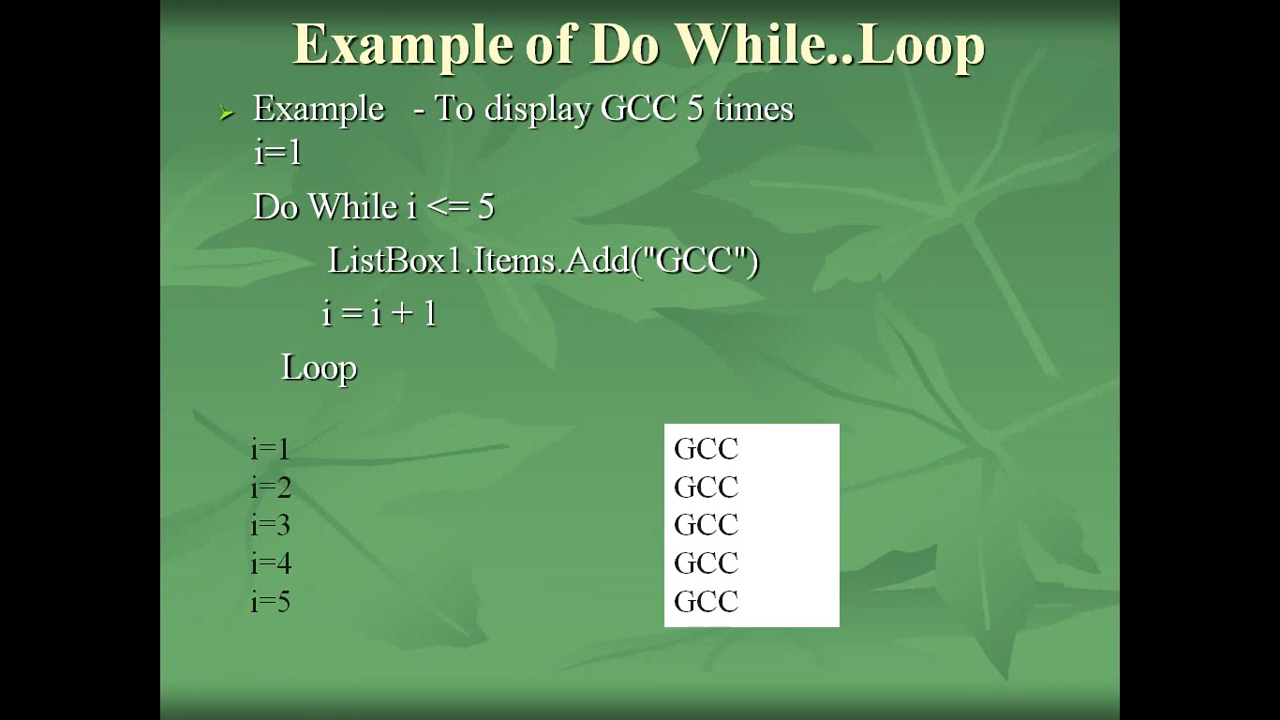 Example of Do While..Loop
Example - To display GCC 5 times
i=1
Do While i <= 5
ListBox1.Items.Add("GCC")
i = i + 1
Loop
i=1
i=2
i=3
i=4
i=5
GCC
GCC
GCC
GCC
GCC